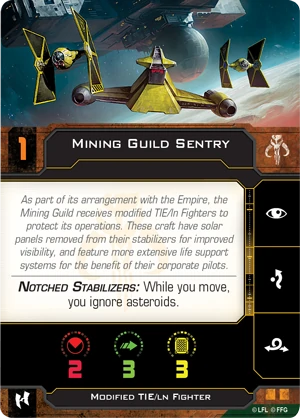 1 MINING GUILD SENTRY
As part of its arrangement with the Empire, the
Mining Guild receives modified TIE/ln Fighters to
protect its operations. These craft have solar
panels removed from their stabilizers for improved
visibility, and feature more extensive life support
systems for the benefit of their corporate pilots.
NOTCHED STABILIZERS: While you move,
you ignore asteroids.
2 3 3
MODIFIED TIE/LN FIGHTER
© LFL © FFG